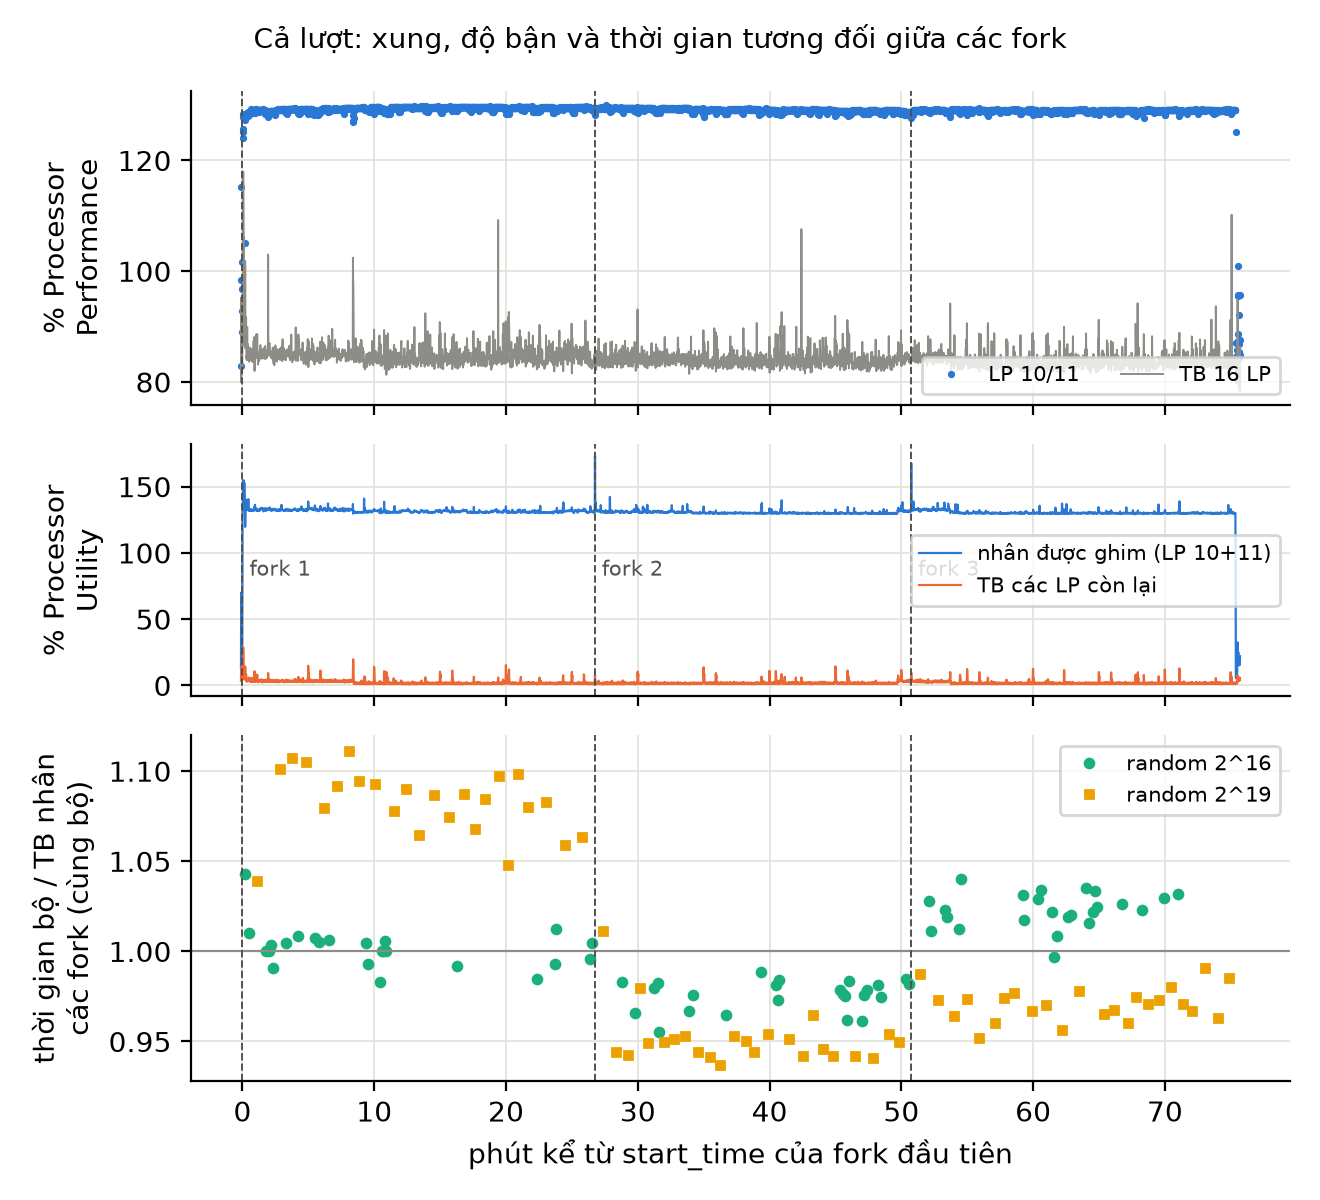 Cả lượt: xung, độ bận và thời gian tương đối giữa các fork
% Processor
Performance
120
100
80
LP 10/11
TB 16 LP
% Processor
Utility
150
100
50
0
fork 1
fork 2
fork 3
nhân được ghim (LP 10+11)
TB các LP còn lại
thời gian bộ / TB nhân
các fork (cùng bộ)
1.10
1.05
1.00
0.95
random 2^16
random 2^19
0 10 20 30 40 50 60 70
phút kể từ start_time của fork đầu tiên